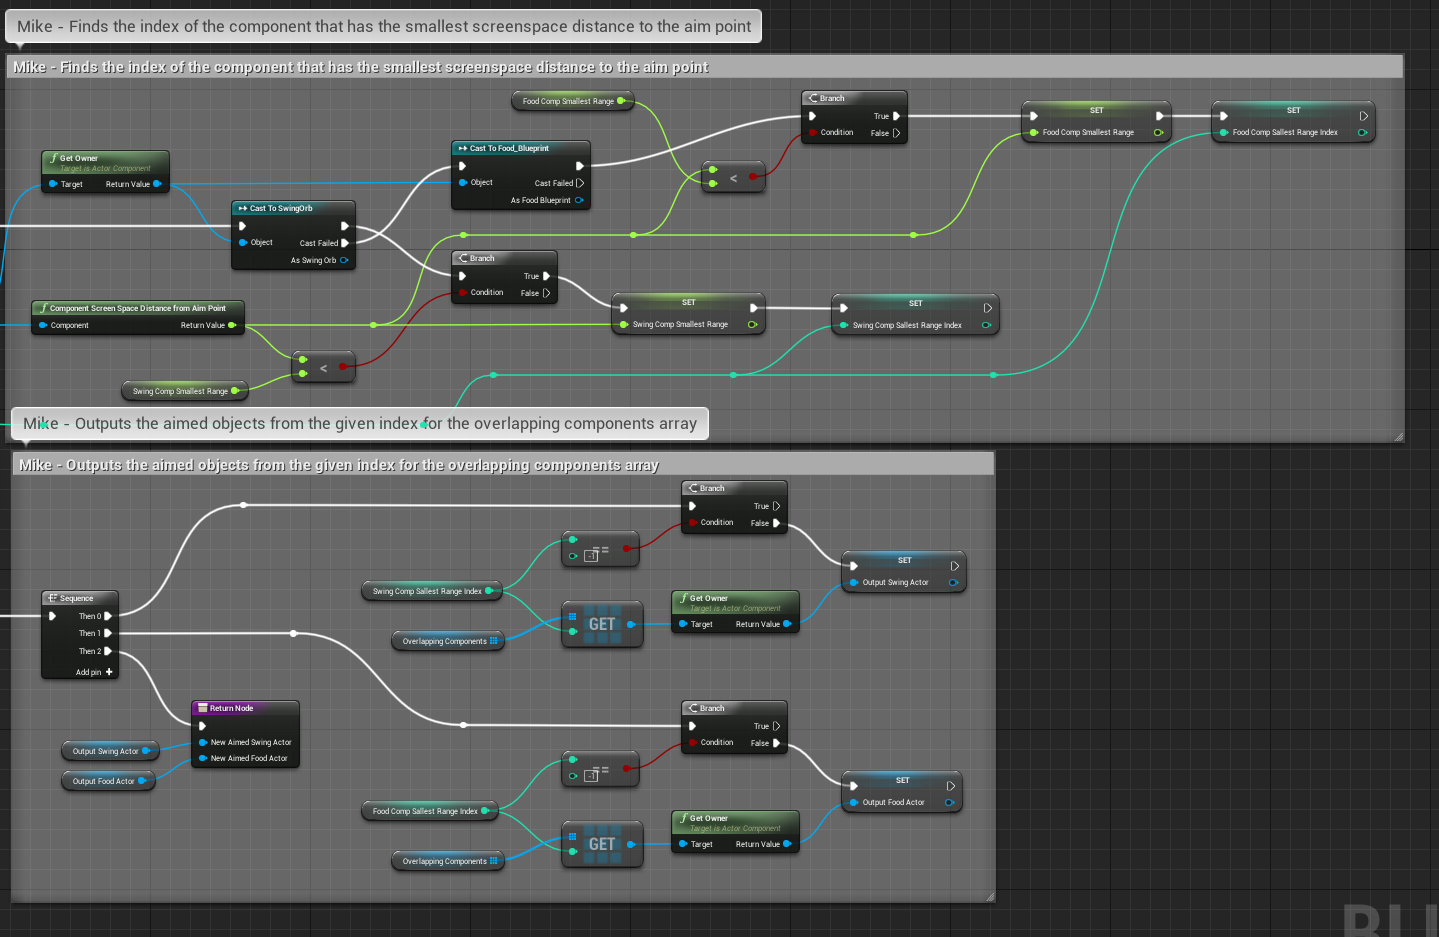 Mike - Finds the index of the component that has the smallest screenspace distance to the aim point
Mike - Finds the index of the component that has the smallest screenspace distance to the aim point
Food Comp Smallest Range
Branch
True
Condition
False
SET
Food Comp Smallest Range
SET
Food Comp Sallest Range Index
Get Owner
Target is Actor Component
Target
Return Value
Cast To Food_Blueprint
Object
Cast Failed
As Food Blueprint
<
Cast To SwingOrb
Object
Cast Failed
As Swing Orb
Branch
True
Condition
False
Component Screen Space Distance from Aim Point
Component
Return Value
SET
Swing Comp Smallest Range
SET
Swing Comp Sallest Range Index
<
Swing Comp Smallest Range
Mike - Outputs the aimed objects from the given index for the overlapping components array
Mike - Outputs the aimed objects from the given index for the overlapping components array
Branch
True
Condition
False
-1
==
SET
Output Swing Actor
Swing Comp Sallest Range Index
Sequence
Then 0
Then 1
Then 2
Add pin
Get Owner
Target is Actor Component
Target
Return Value
GET
Overlapping Components
Return Node
New Aimed Swing Actor
New Aimed Food Actor
Output Swing Actor
Output Food Actor
Branch
True
Condition
False
-1
==
SET
Output Food Actor
Food Comp Sallest Range Index
Get Owner
Target is Actor Component
Target
Return Value
GET
Overlapping Components